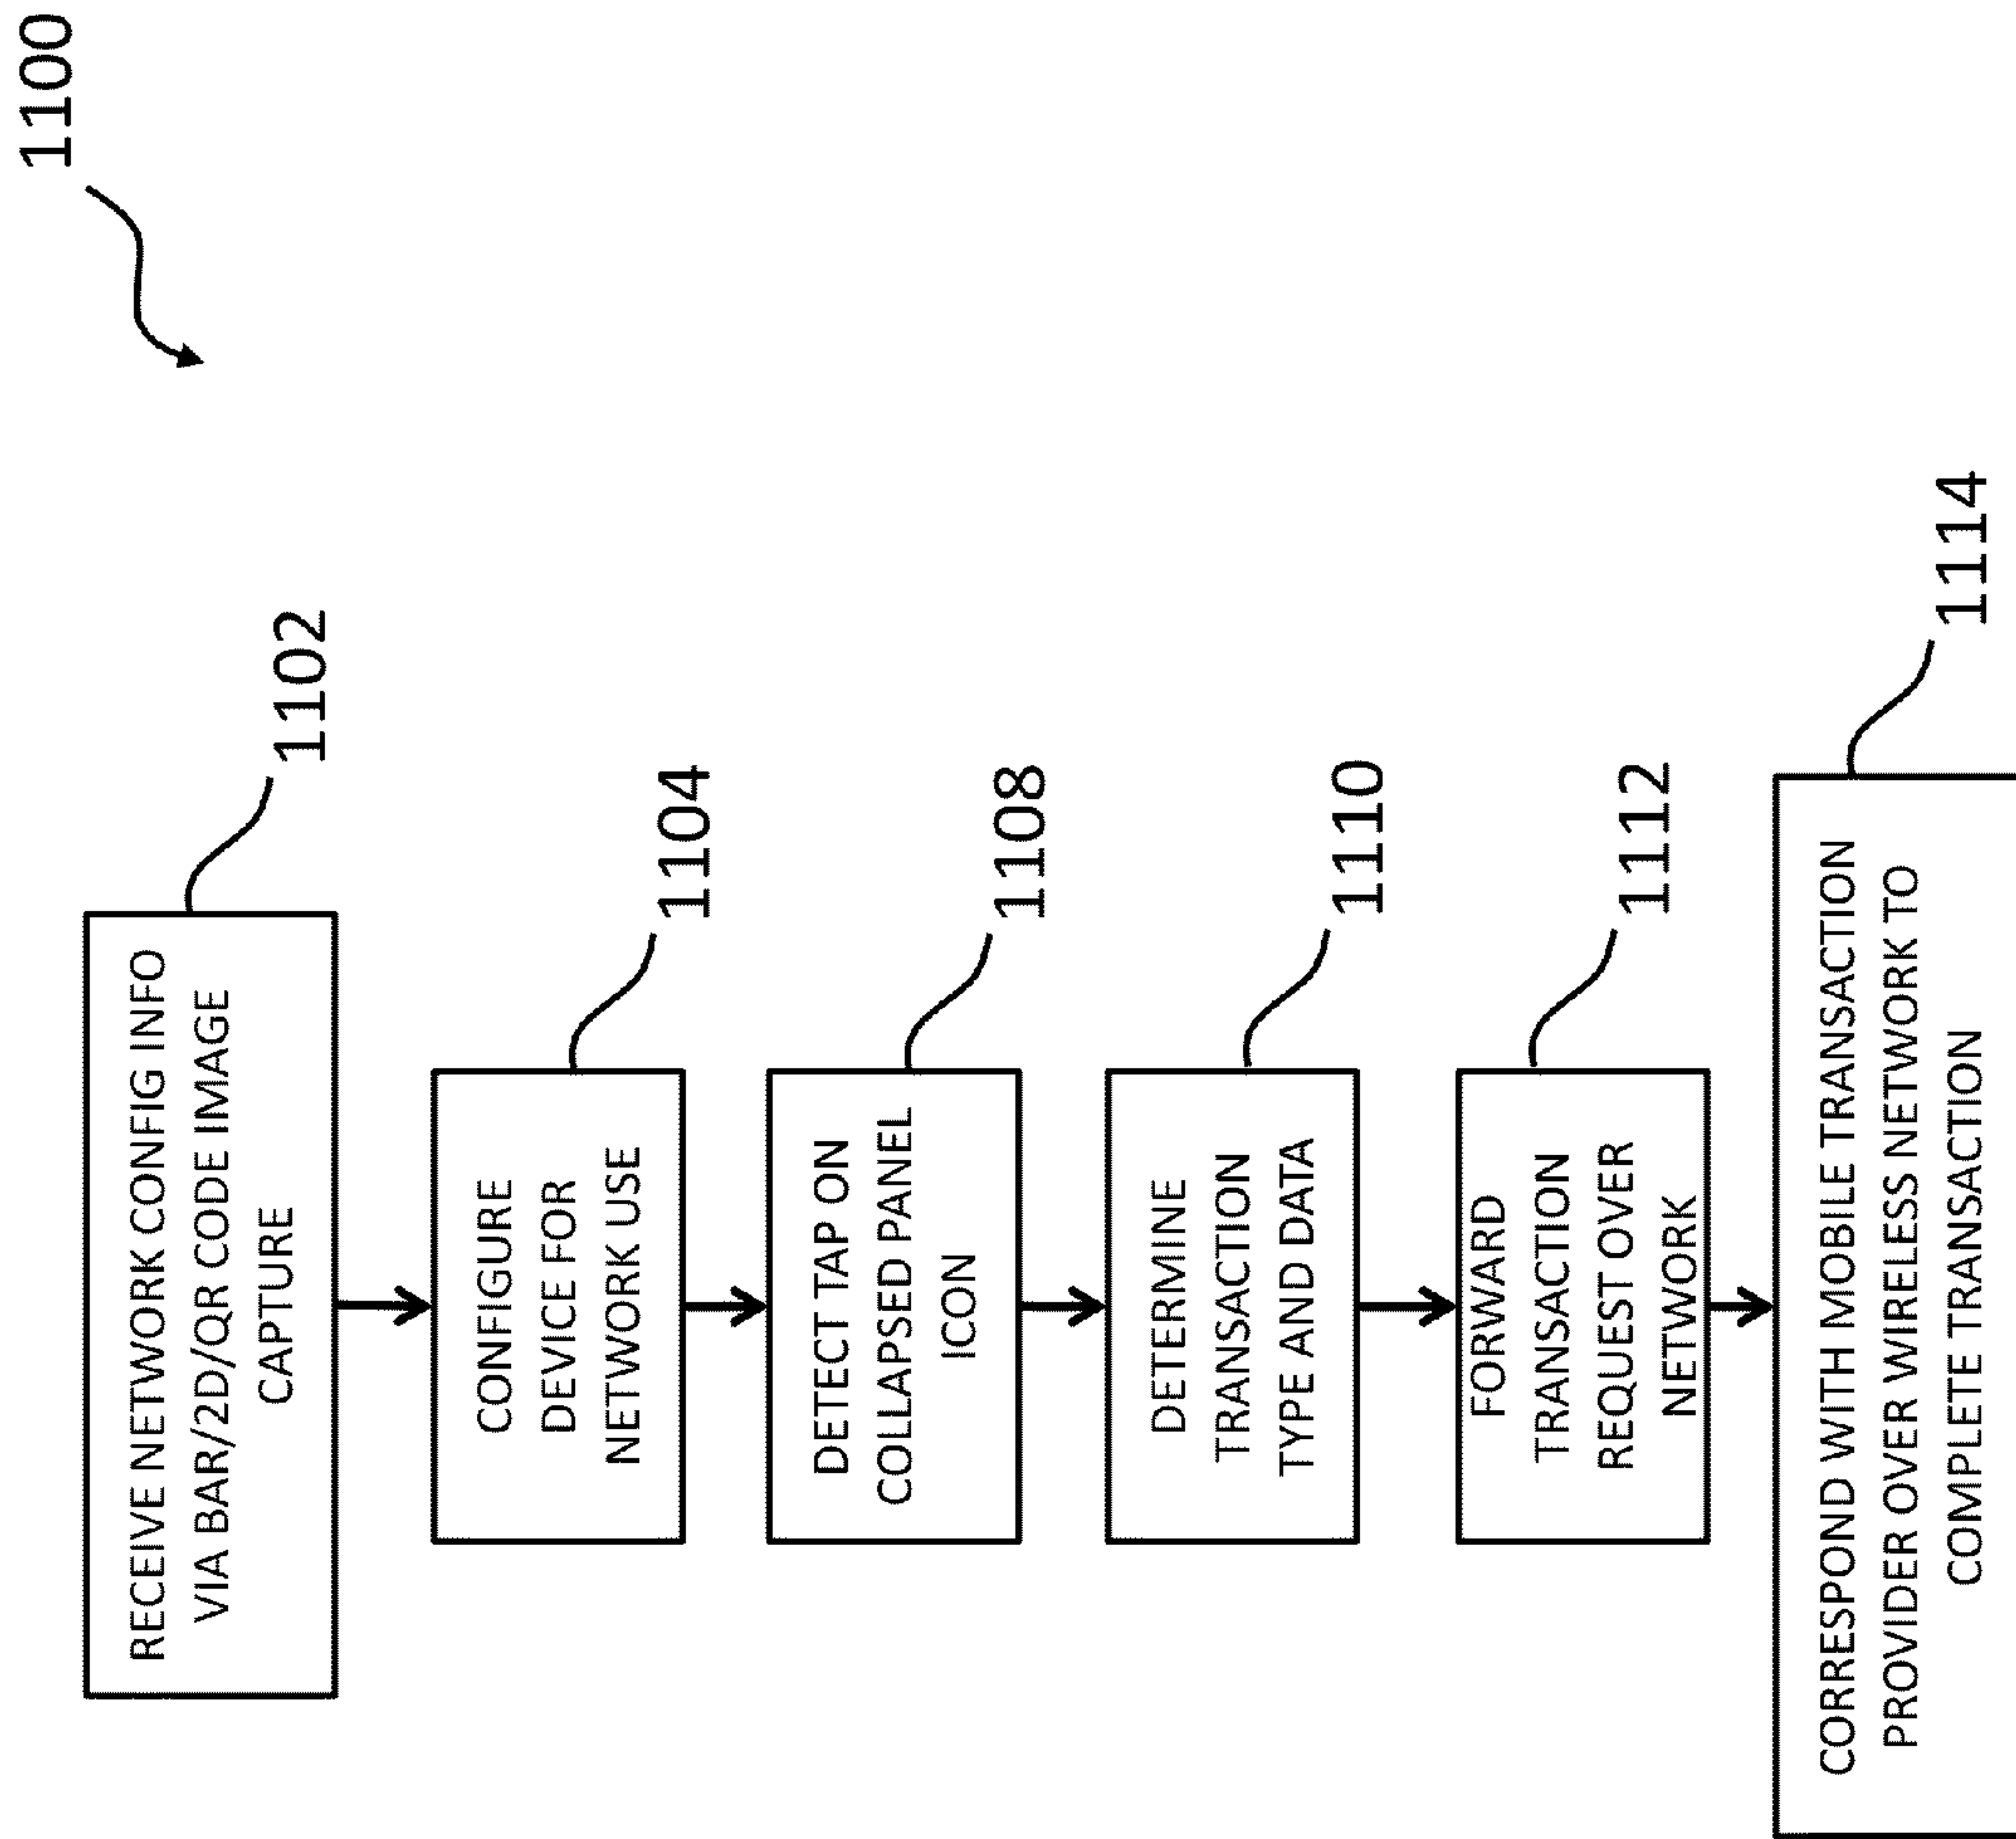 1100
RECEIVE NETWORK CONFIG INFO
VIA BAR/2D/QR CODE IMAGE
CAPTURE
1102
CONFIGURE
DEVICE FOR
NETWORK USE
1104
DETECT TAP ON
COLLAPSED PANEL
ICON
1108
DETERMINE
TRANSACTION
TYPE AND DATA
1110
FORWARD
TRANSACTION
REQUEST OVER
NETWORK
1112
CORRESPOND WITH MOBILE TRANSACTION
PROVIDER OVER WIRELESS NETWORK TO
COMPLETE TRANSACTION
1114